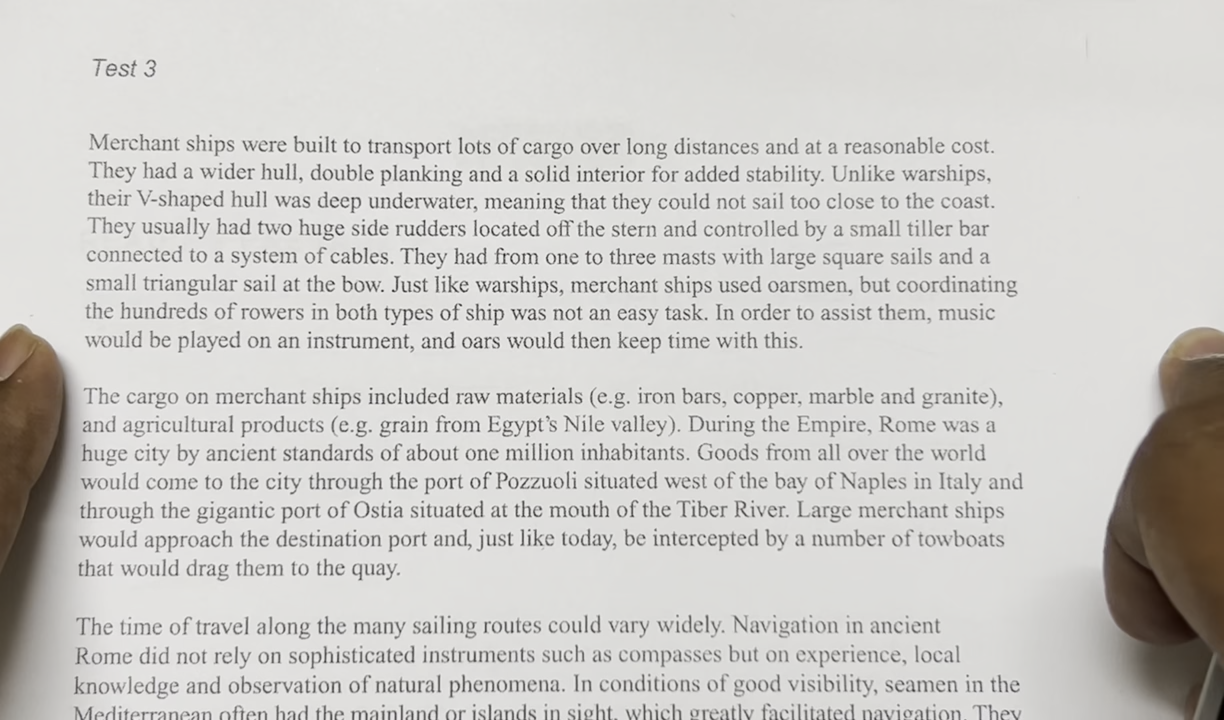 Test 3
Merchant ships were built to transport lots of cargo over long distances and at a reasonable cost.
They had a wider hull, double planking and a solid interior for added stability. Unlike warships,
their V-shaped hull was deep underwater, meaning that they could not sail too close to the coast.
They usually had two huge side rudders located off the stern and controlled by a small tiller bar
connected to a system of cables. They had from one to three masts with large square sails and a
small triangular sail at the bow. Just like warships, merchant ships used oarsmen, but coordinating
the hundreds of rowers in both types of ship was not an easy task. In order to assist them, music
would be played on an instrument, and oars would then keep time with this.
The cargo on merchant ships included raw materials (e.g. iron bars, copper, marble and granite),
and agricultural products (e.g. grain from Egypt's Nile valley). During the Empire, Rome was a
huge city by ancient standards of about one million inhabitants. Goods from all over the world
would come to the city through the port of Pozzuoli situated west of the bay of Naples in Italy and
through the gigantic port of Ostia situated at the mouth of the Tiber River. Large merchant ships
would approach the destination port and, just like today, be intercepted by a number of towboats
that would drag them to the quay.
The time of travel along the many sailing routes could vary widely. Navigation in ancient
Rome did not rely on sophisticated instruments such as compasses but on experience, local
knowledge and observation of natural phenomena. In conditions of good visibility, seamen in the
Mediterranean often had the mainland or islands in sight, which greatly facilitated navigation. They